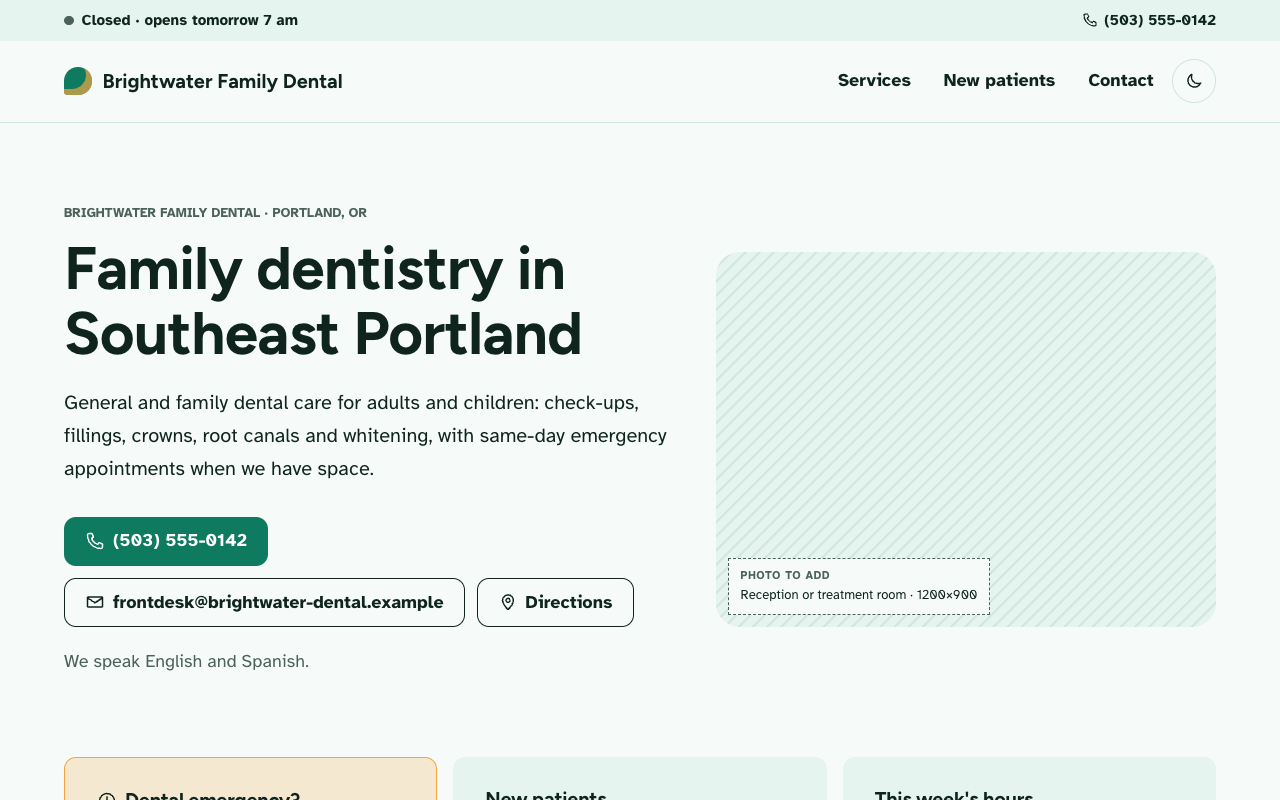 Closed · opens tomorrow 7 am
(503) 555-0142
Brightwater Family Dental
Services
New patients
Contact
BRIGHTWATER FAMILY DENTAL · PORTLAND, OR
Family dentistry in
Southeast Portland
General and family dental care for adults and children: check-ups,
fillings, crowns, root canals and whitening, with same-day emergency
appointments when we have space.
(503) 555-0142
frontdesk@brightwater-dental.example
Directions
We speak English and Spanish.
PHOTO TO ADD
Reception or treatment room · 1200×900
Dental emergency?
New patients
This week's hours